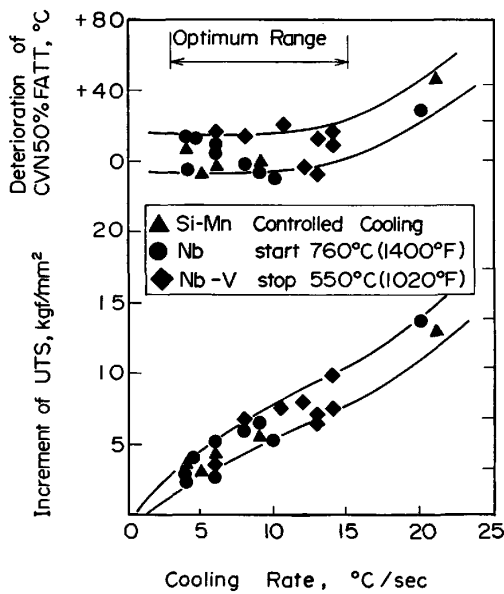 Deterioration of
CVN50%FATT, °C
+80
+40
0
Optimum Range
▲ Si-Mn Controlled Cooling
● Nb start 760°C(1400°F)
◆ Nb-V stop 550°C(1020°F)
Increment of UTS, kgf/mm²
20
15
10
5
0 5 10 15 20 25
Cooling Rate, °C/sec